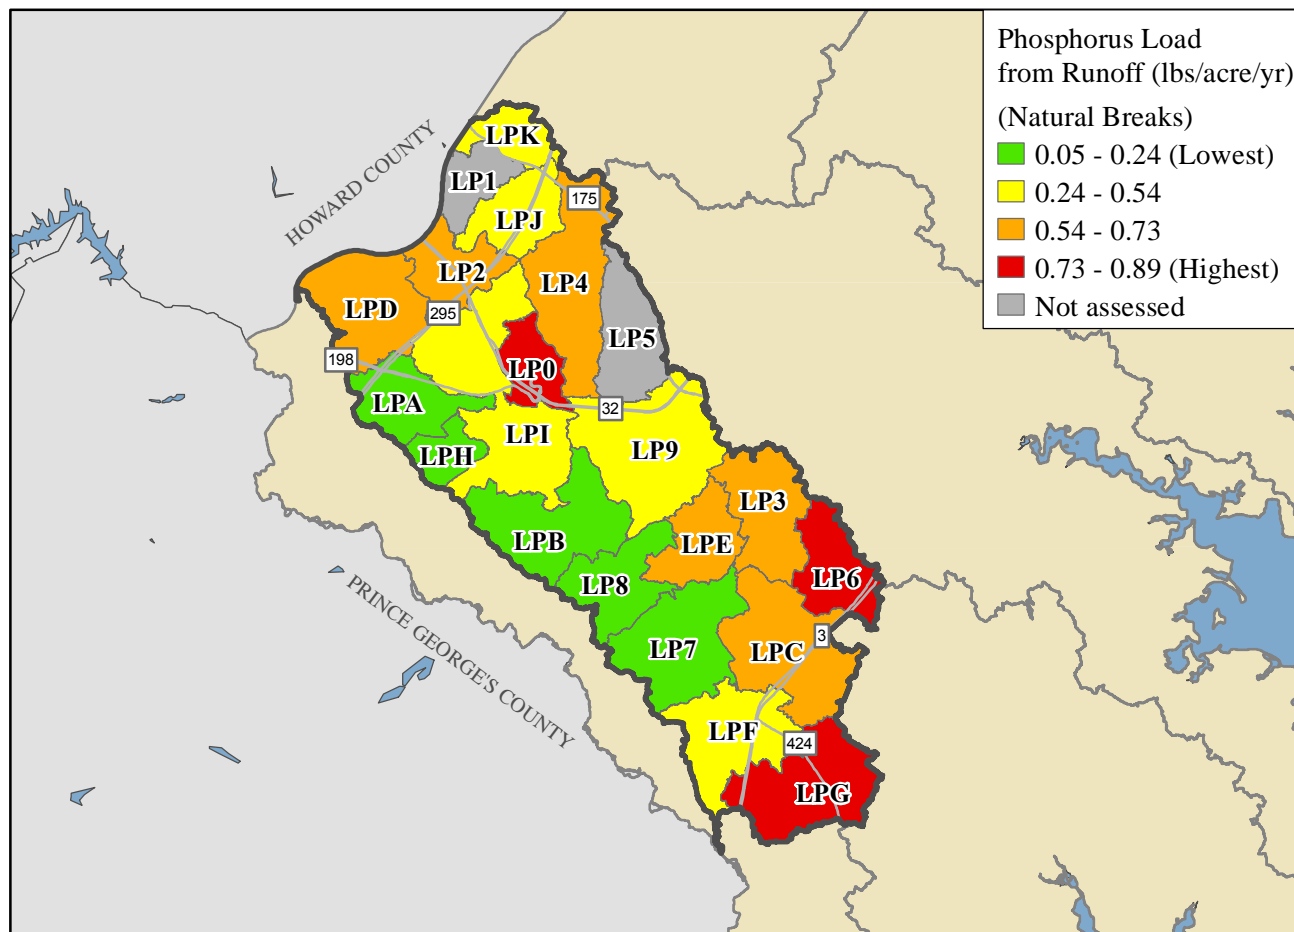 Phosphorus Load
from Runoff (lbs/acre/yr)
(Natural Breaks)
0.05 - 0.24 (Lowest)
0.24 - 0.54
0.54 - 0.73
0.73 - 0.89 (Highest)
Not assessed
HOWARD COUNTY
LPK
LP1
175
LPJ
LP2
LP4
LPD
295
LP5
198
LP0
LPA
32
LPI
LPH
LP9
LP3
LPB
LPE
LP8
LP6
PRINCE GEORGE'S COUNTY
3
LP7
LPC
LPF
424
LPG